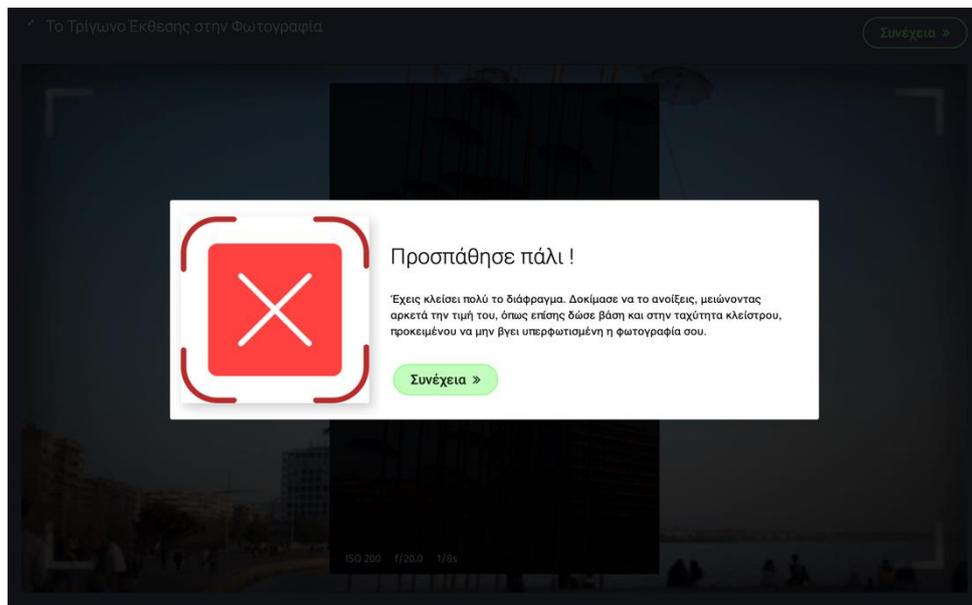 Το Τρίγωνο Έκθεσης στην Φωτογραφία
Συνέχεια »
Προσπάθησε πάλι !
Έχεις κλείσει πολύ το διάφραγμα. Δοκίμασε να το ανοίξεις, μειώνοντας
αρκετά την τιμή του, όπως επίσης δώσε βάση και στην ταχύτητα κλείστρου,
προκειμένου να μην βγει υπερφωτισμένη η φωτογραφία σου.
Συνέχεια »
ISO 200 f/20.0 1/8s